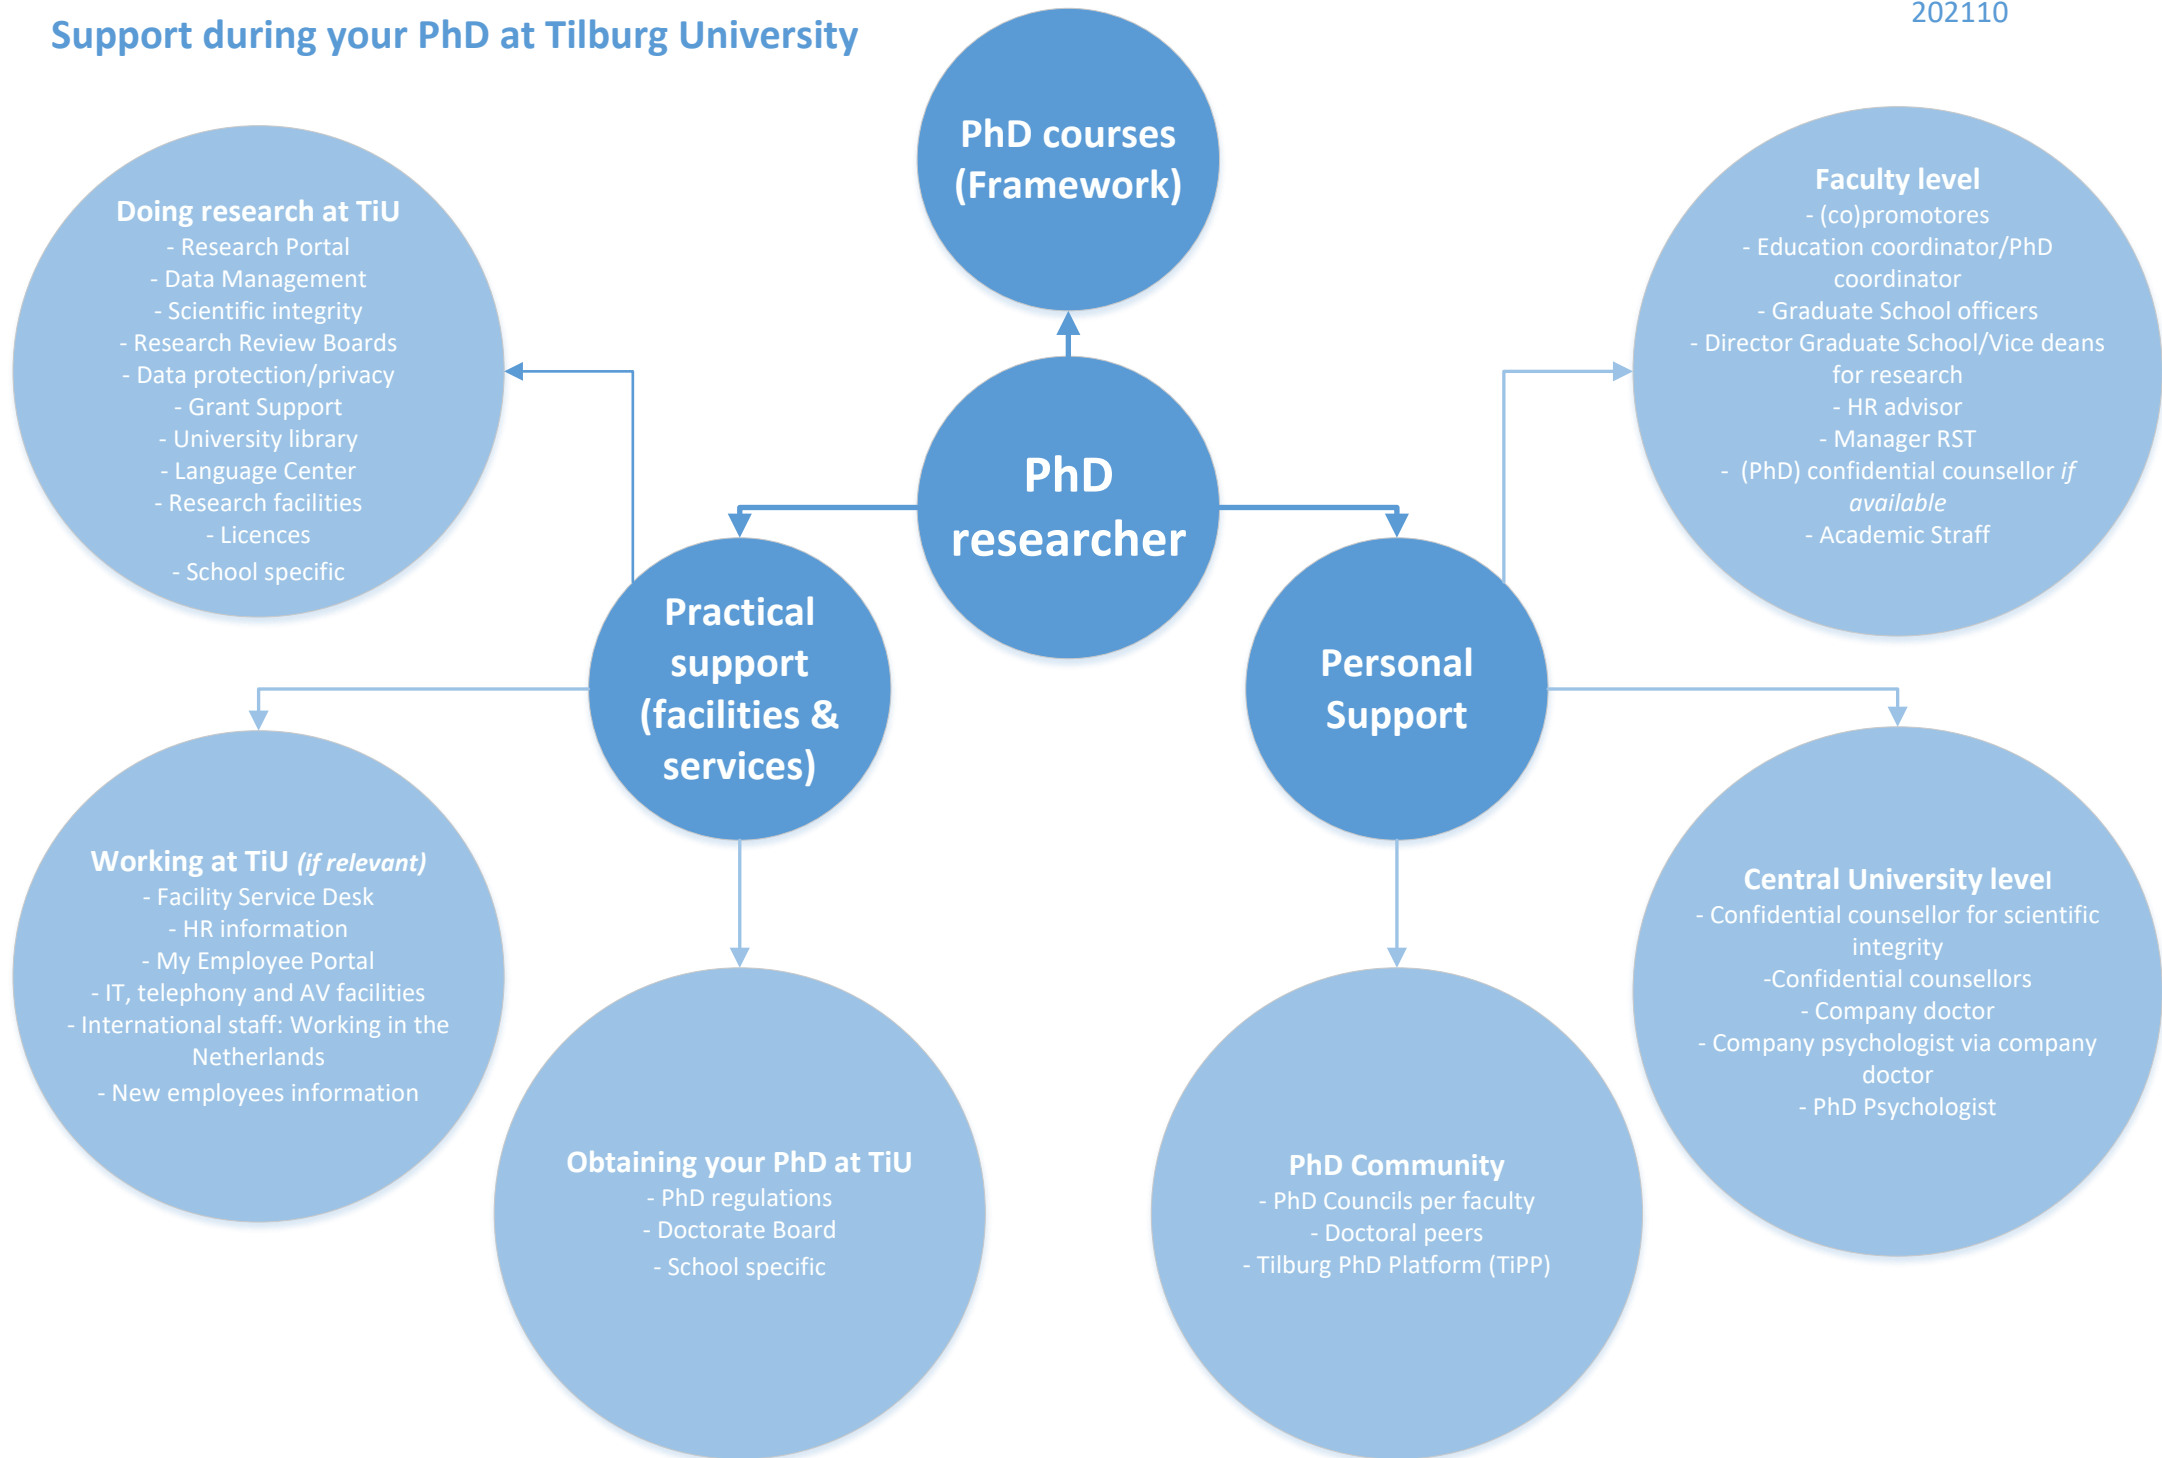 Support during your PhD at Tilburg University
202110
PhD courses
(Framework)
Doing research at TiU
- Research Portal
- Data Management
- Scientific integrity
- Research Review Boards
- Data protection/privacy
- Grant Support
- University library
- Language Center
- Research facilities
- Licences
- School specific
Faculty level
- (co)promotores
- Education coordinator/PhD
coordinator
- Graduate School officers
- Director Graduate School/Vice deans
for research
- HR advisor
- Manager RST
- (PhD) confidential counsellor if
available
- Academic Straff
PhD
researcher
Practical
support
(facilities &
services)
Personal
Support
Working at TiU (if relevant)
- Facility Service Desk
- HR information
- My Employee Portal
- IT, telephony and AV facilities
- International staff: Working in the
Netherlands
- New employees information
Central University level
- Confidential counsellor for scientific
integrity
-Confidential counsellors
- Company doctor
- Company psychologist via company
doctor
- PhD Psychologist
Obtaining your PhD at TiU
- PhD regulations
- Doctorate Board
- School specific
PhD Community
- PhD Councils per faculty
- Doctoral peers
- Tilburg PhD Platform (TiPP)